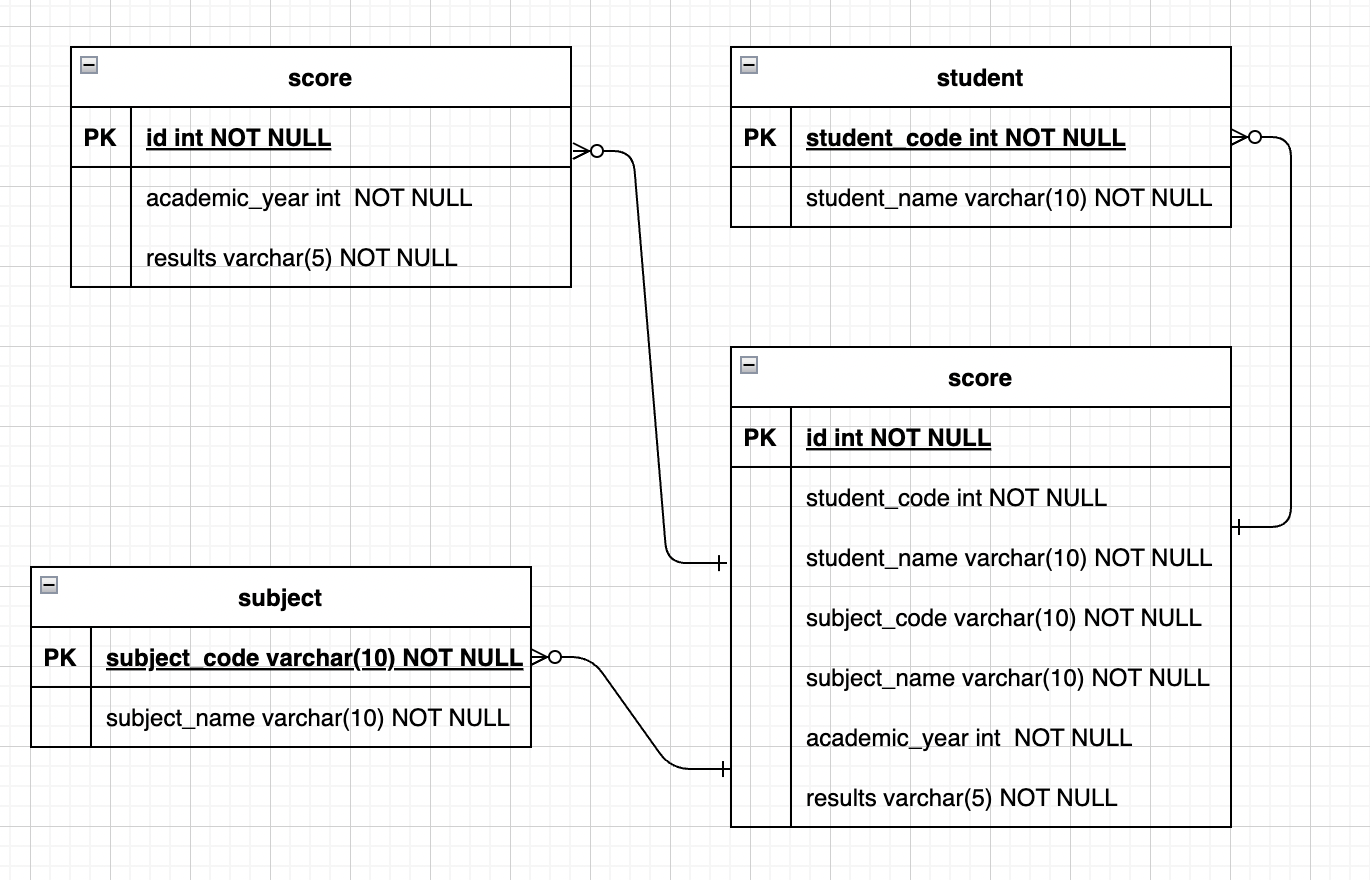 score
PK id int NOT NULL
academic_year int  NOT NULL
results varchar(5) NOT NULL
student
PK student_code int NOT NULL
student_name varchar(10) NOT NULL
score
PK id int NOT NULL
student_code int NOT NULL
student_name varchar(10) NOT NULL
subject_code varchar(10) NOT NULL
subject_name varchar(10) NOT NULL
academic_year int  NOT NULL
results varchar(5) NOT NULL
subject
PK subject_code varchar(10) NOT NULL
subject_name varchar(10) NOT NULL